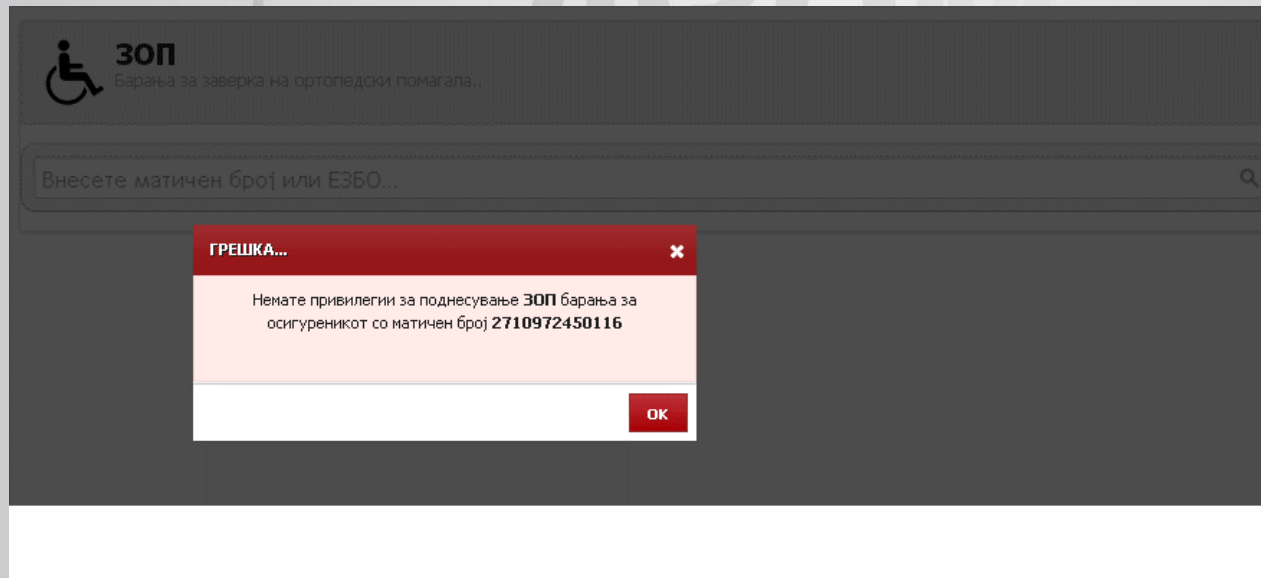 ЗОП
Барања за заверка на ортопедски помагала..
Внесете матичен број или ЕЗБО...
ГРЕШКА...
Немате привилегии за поднесување ЗОП барања за
осигуреникот со матичен број 2710972450116
ОК